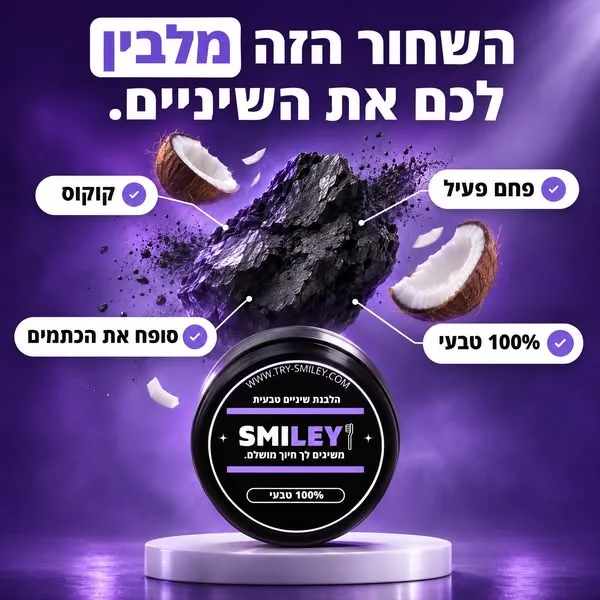 השחור הזה מלבין
לכם את השיניים.
פחם פעיל
קוקוס
100% טבעי
סופח את הכתמים
WWW.TRY-SMILEY.COM
הלבנת שיניים טבעית
SMILEY
משיגים לך חיוך מושלם.
100% טבעי